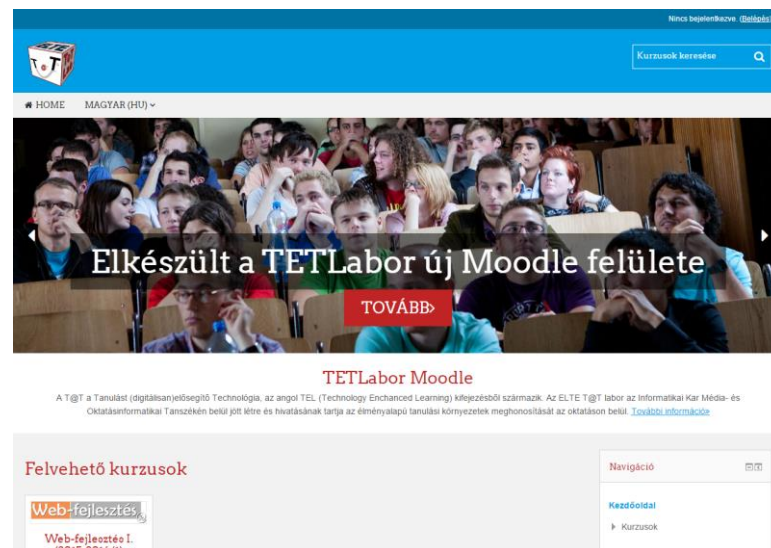 Nincs bejelentkezve. (Belépés)
T@T
Kurzusok keresése
HOME MAGYAR (HU)
Elkészült a TETLabor új Moodle felülete
TOVÁBB>
TETLabor Moodle
A T@T a Tanulást (digitálisan)elősegítő Technológia, az angol TEL (Technology Enchanced Learning) kifejezésből származik. Az ELTE T@T labor az Informatikai Kar Média- és
Oktatásinformatikai Tanszékén belül jött létre és hivatásának tartja az élményalapú tanulási környezetek meghonosítását az oktatáson belül. További információ»
Felvehető kurzusok
Navigáció
Web-fejlesztés
Kezdőoldal
Kurzusok
Web-fejlesztés I.